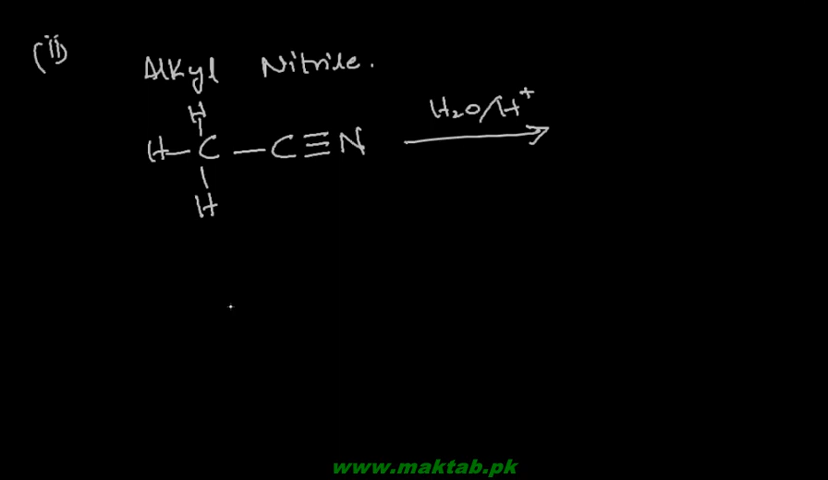 (ii)
Alkyl Nitrile.
H
H2O/H+
H-C-C≡N
H
www.maktab.pk